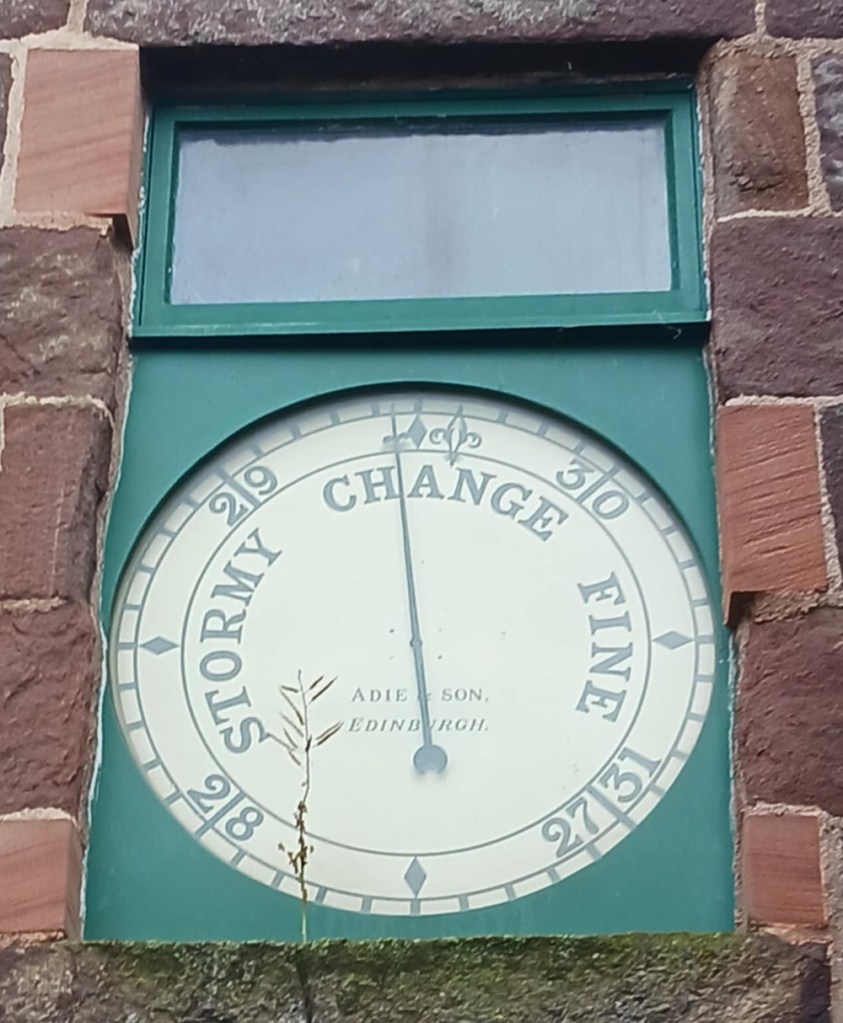 29
CHANGE
30
STORMY
FINE
ADIE & SON,
EDINBURGH.
28
27 31